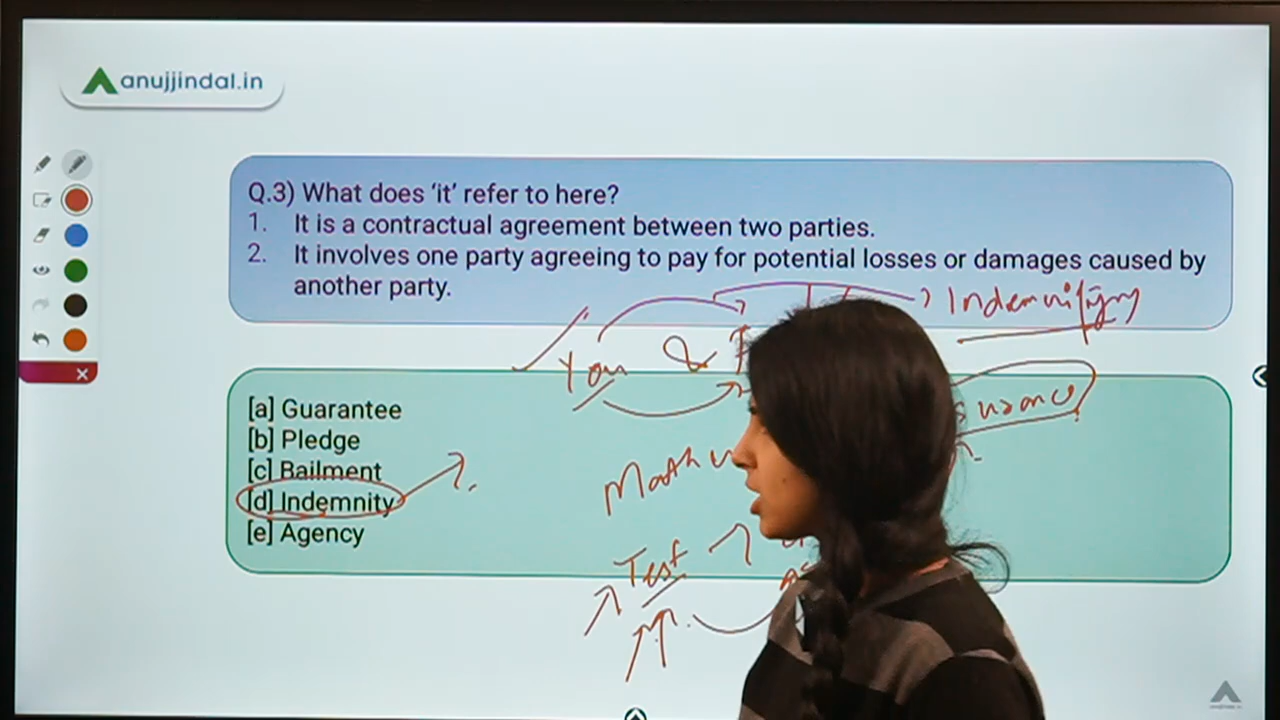 anujjindal.in
Q.3) What does ‘it’ refer to here?
1. It is a contractual agreement between two parties.
2. It involves one party agreeing to pay for potential losses or damages caused by
another party.
Indemnifying
You &
[a] Guarantee
[b] Pledge
[c] Bailment
[d] Indemnity
[e] Agency
Test